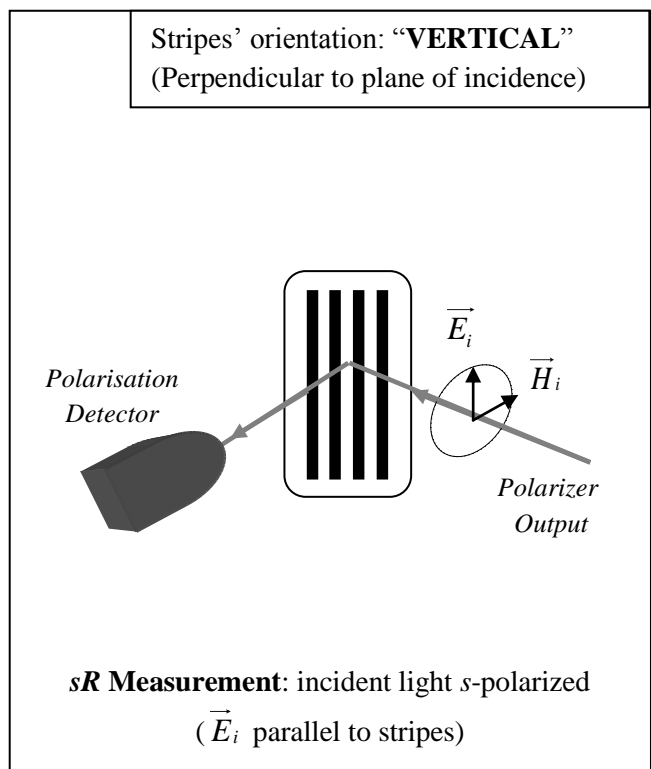 Stripes’ orientation: “VERTICAL”
(Perpendicular to plane of incidence)
E⃗i
H⃗i
Polarisation
Detector
Polarizer
Output
sR Measurement: incident light s-polarized
( E⃗i parallel to stripes)